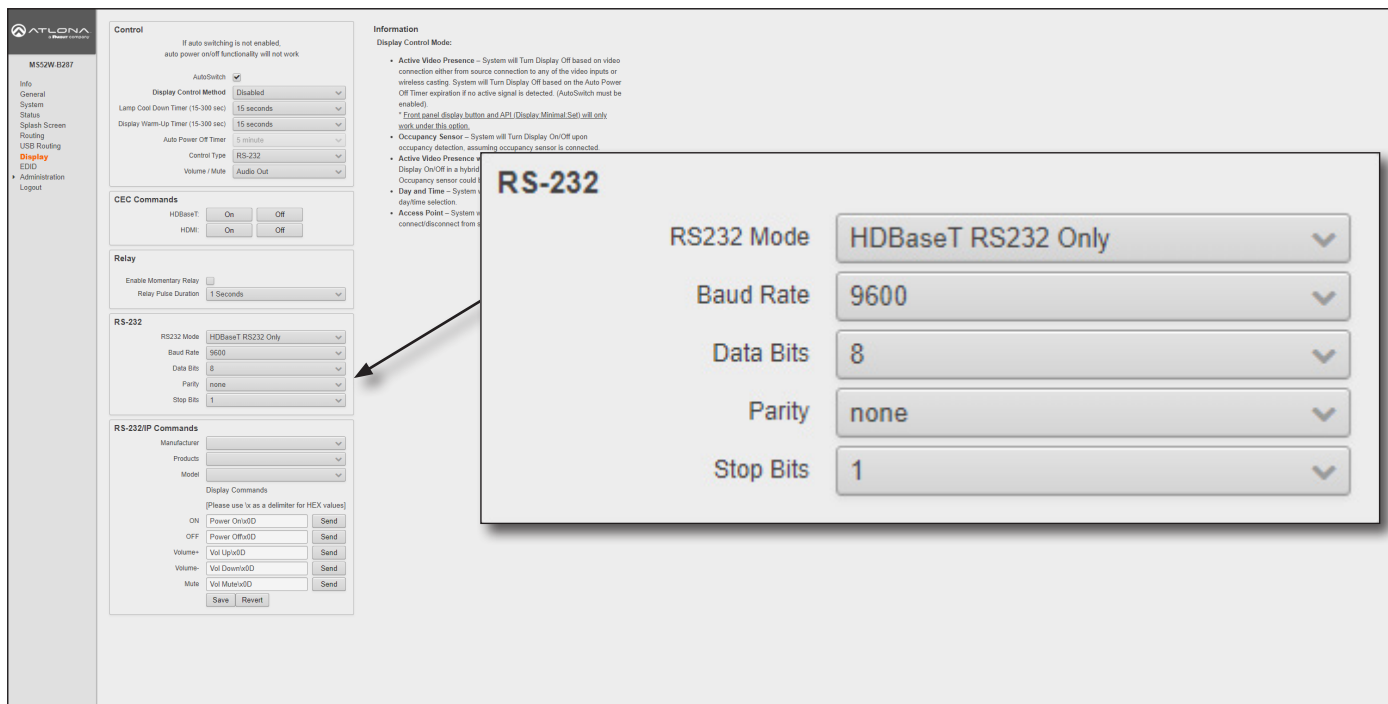 ATLONA
a Panduit company
MS52W-B287
Info
General
System
Status
Splash Screen
Routing
USB Routing
Display
EDID
Administration
Logout
Control
If auto switching is not enabled,
auto power on/off functionality will not work
AutoSwitch
Display Control Method Disabled
Lamp Cool Down Timer (15-300 sec) 15 seconds
Display Warm-Up Timer (15-300 sec) 15 seconds
Auto Power Off Timer 5 minute
Control Type RS-232
Volume / Mute Audio Out
CEC Commands
HDBaseT: On Off
HDMI: On Off
Relay
Enable Momentary Relay
Relay Pulse Duration 1 Seconds
RS-232
RS232 Mode HDBaseT RS232 Only
Baud Rate 9600
Data Bits 8
Parity none
Stop Bits 1
RS-232/IP Commands
Manufacturer
Products
Model
Display Commands
[Please use \x as a delimiter for HEX values]
ON Power On\x0D Send
OFF Power Off\x0D Send
Volume+ Vol Up\x0D Send
Volume- Vol Down\x0D Send
Mute Vol Mute\x0D Send
Save Revert
Information
Display Control Mode:
• Active Video Presence – System will Turn Display Off based on video
connection either from source connection to any of the video inputs or
wireless casting. System will Turn Display Off based on the Auto Power
Off Timer expiration if no active signal is detected. (AutoSwitch must be
enabled).
* Front panel display button and API (Display:Minimal:Set) will only
work under this option.
• Occupancy Sensor – System will Turn Display On/Off upon
occupancy detection, assuming occupancy sensor is connected.
• Active Video Presence w
Display On/Off in a hybrid
Occupancy sensor could b
• Day and Time – System
day/time selection.
• Access Point – System w
connect/disconnect from s
RS-232
RS232 Mode HDBaseT RS232 Only
Baud Rate 9600
Data Bits 8
Parity none
Stop Bits 1